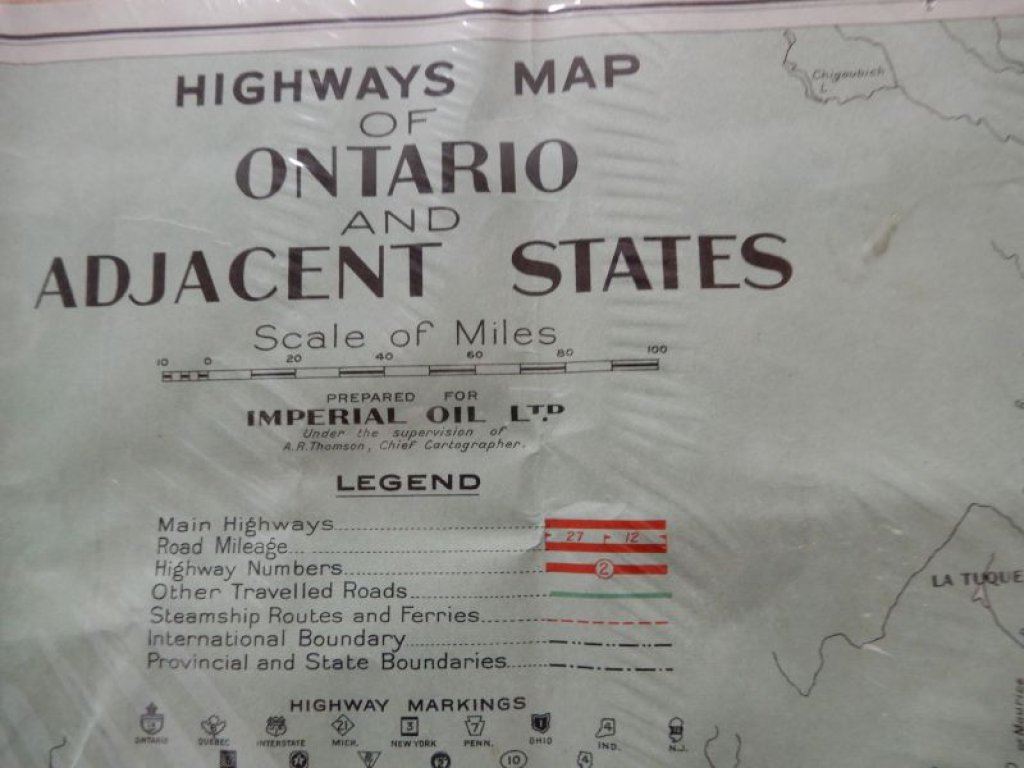 HIGHWAYS MAP
OF
ONTARIO
AND
ADJACENT STATES
Scale of Miles
10 0 20 40 60 80 100
PREPARED FOR
IMPERIAL OIL LTD
Under the supervision of
A.R.Thomson, Chief Cartographer.
LEGEND
Main Highways
Road Mileage 27 12
Highway Numbers 2
Other Travelled Roads
Steamship Routes and Ferries
International Boundary
Provincial and State Boundaries
HIGHWAY MARKINGS
21 3 7 1 4
ONTARIO QUEBEC INTERSTATE MICH. NEW YORK PENN. OHIO IND. N.J.
2 10 4
Chigoubich
L.
LA TUQUE